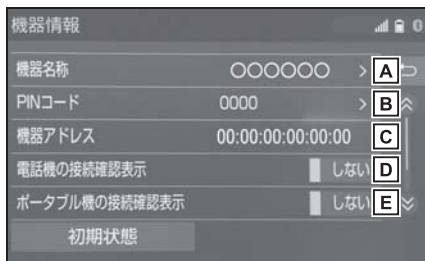 機器情報
機器名称 ○○○○○○ > A
PINコード 0000 > B
機器アドレス 00:00:00:00:00:00 C
電話機の接続確認表示 しない D
ポータブル機の接続確認表示 しない E
初期状態